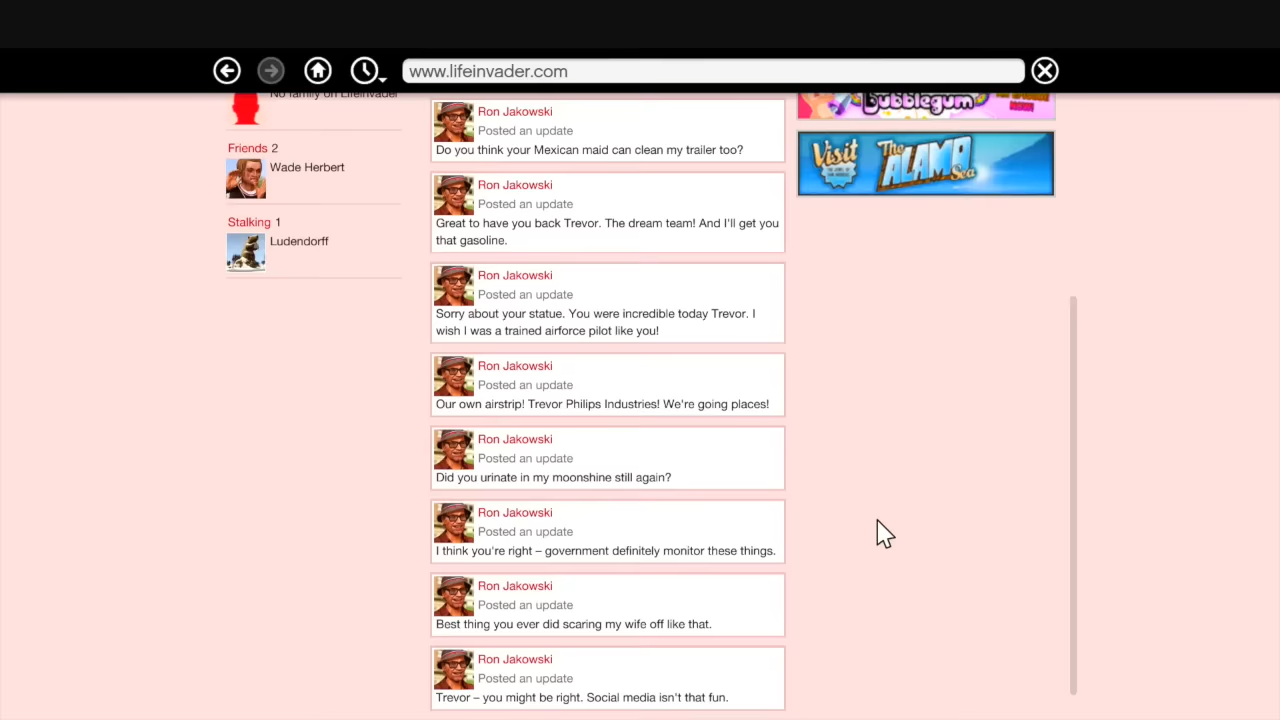 www.lifeinvader.com
No family on Lifeinvader
Friends 2
Wade Herbert
Stalking 1
Ludendorff
Ron Jakowski
Posted an update
Do you think your Mexican maid can clean my trailer too?
Ron Jakowski
Posted an update
Great to have you back Trevor. The dream team! And I'll get you
that gasoline.
Ron Jakowski
Posted an update
Sorry about your statue. You were incredible today Trevor. I
wish I was a trained airforce pilot like you!
Ron Jakowski
Posted an update
Our own airstrip! Trevor Philips Industries! We're going places!
Ron Jakowski
Posted an update
Did you urinate in my moonshine still again?
Ron Jakowski
Posted an update
I think you're right – government definitely monitor these things.
Ron Jakowski
Posted an update
Best thing you ever did scaring my wife off like that.
Ron Jakowski
Posted an update
Trevor – you might be right. Social media isn't that fun.
Bubblegum
Visit
The
ALAMO
Sea